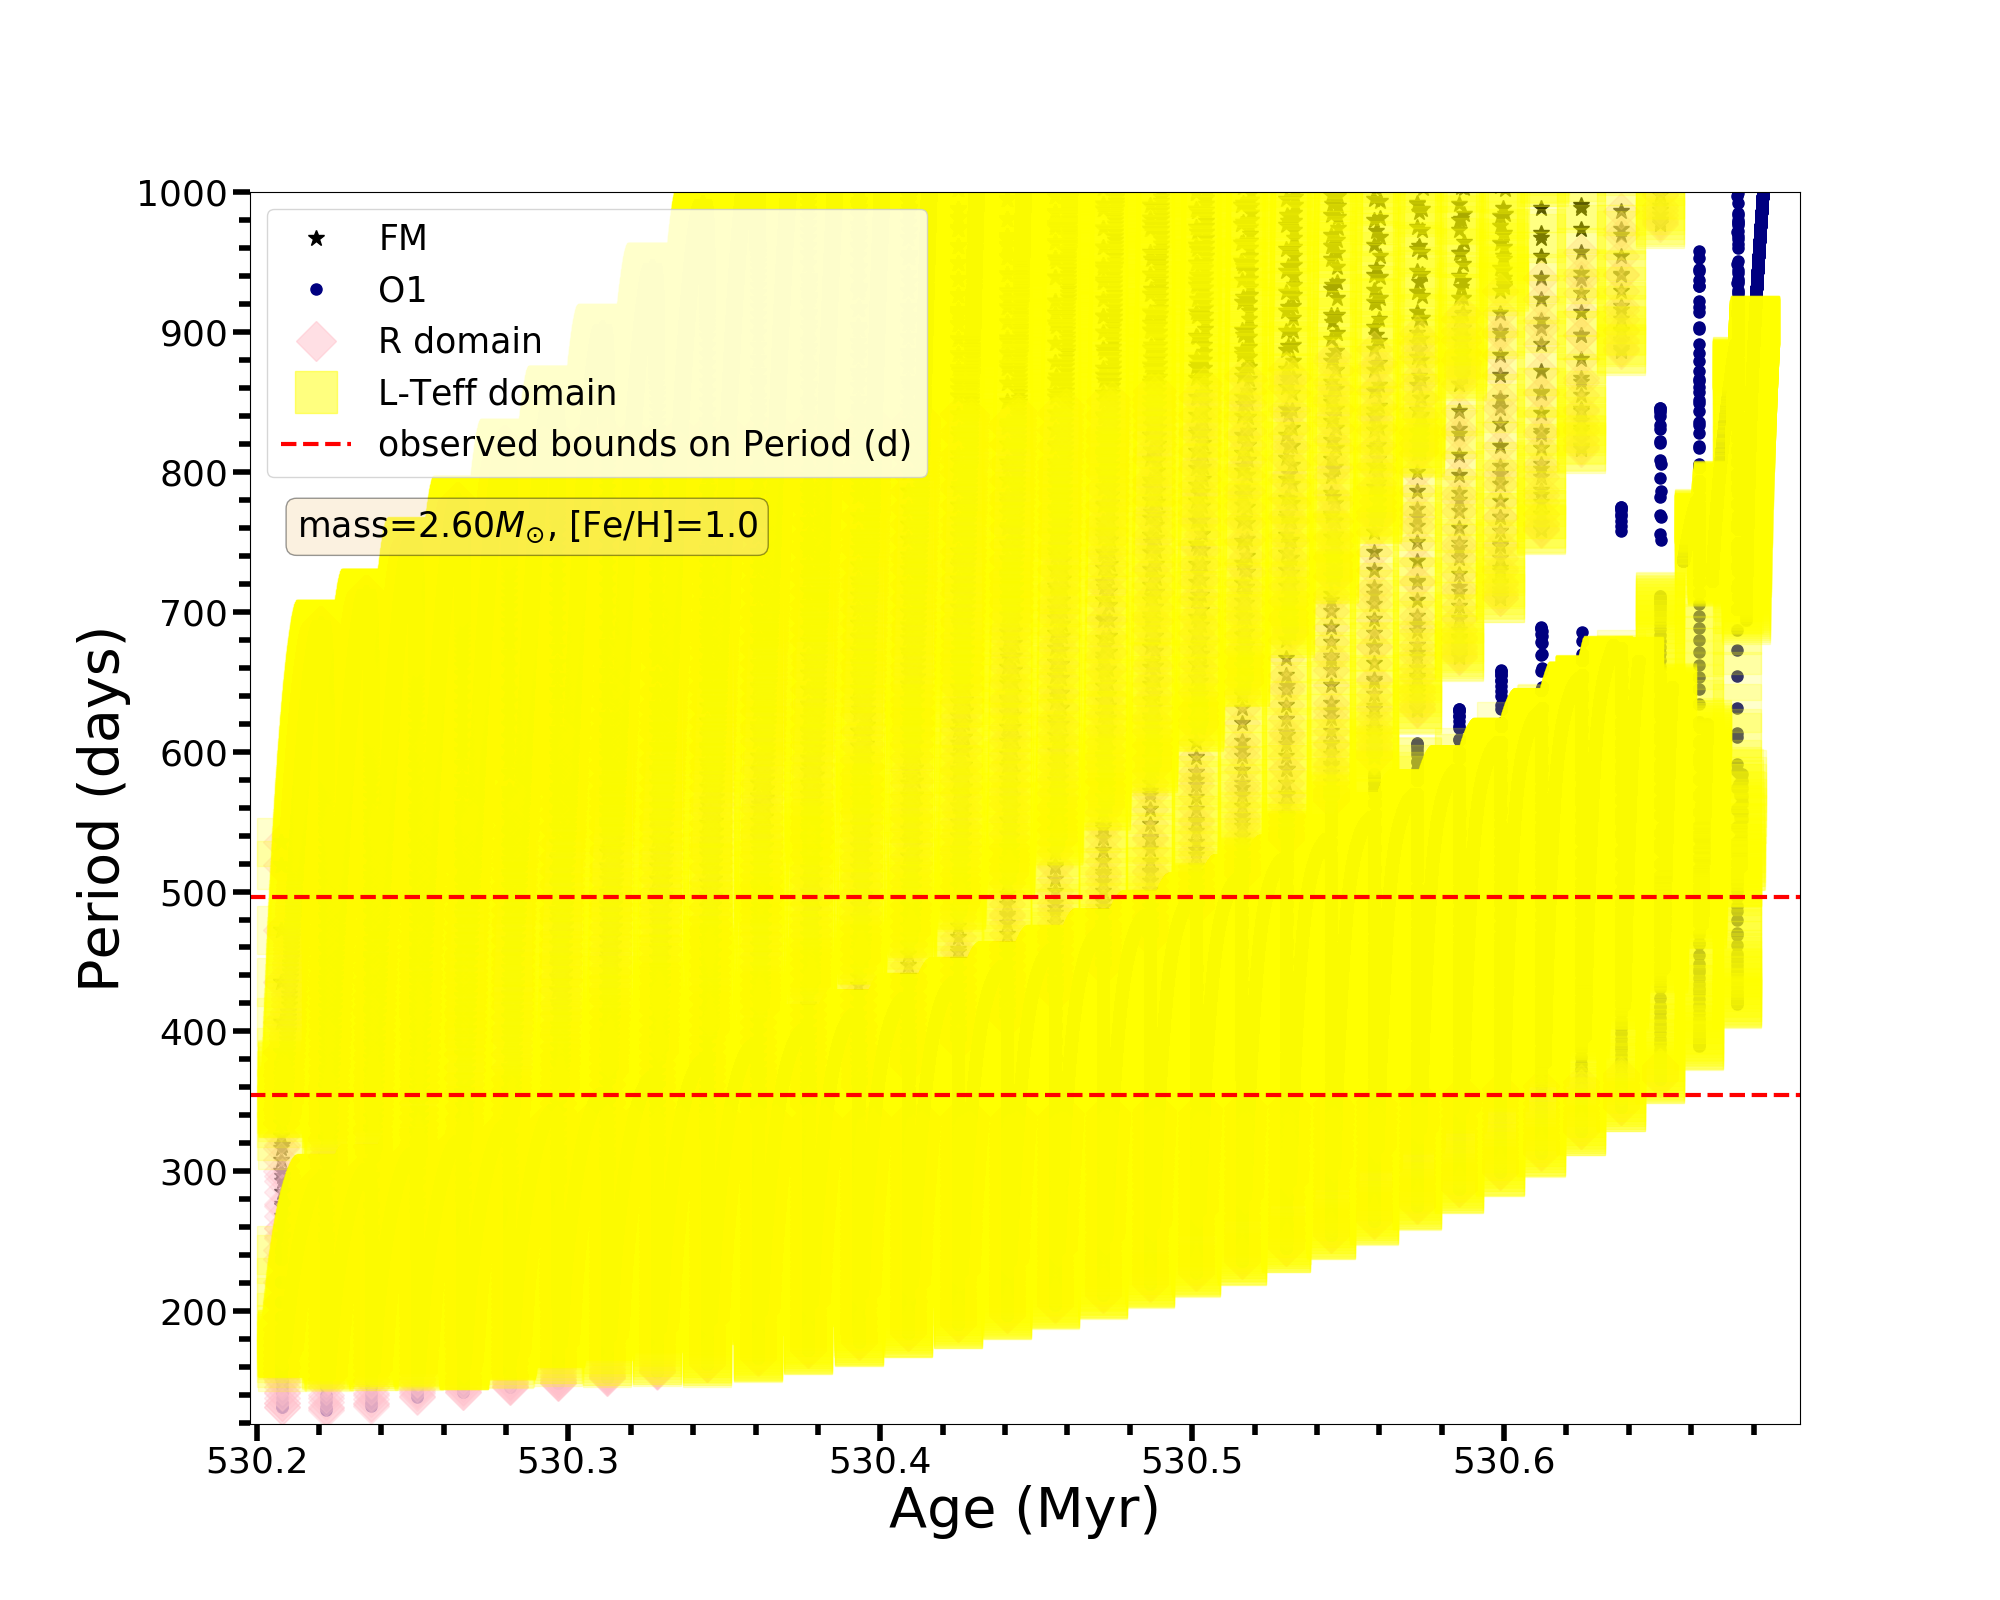 1000
900
800
700
600
500
400
300
200
Period (days)
FM
O1
R domain
L-Teff domain
observed bounds on Period (d)
mass=2.60M⊙, [Fe/H]=1.0
530.2 530.3 530.4 530.5 530.6
Age (Myr)